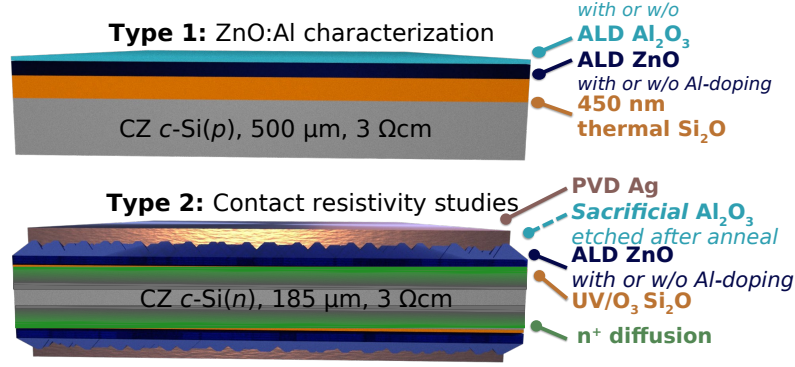 with or w/o
Type 1: ZnO:Al characterization
ALD Al₂O₃
ALD ZnO
with or w/o Al-doping
450 nm
thermal Si₂O
CZ c-Si(p), 500 µm, 3 Ωcm
Type 2: Contact resistivity studies
PVD Ag
Sacrificial Al₂O₃
etched after anneal
ALD ZnO
with or w/o Al-doping
CZ c-Si(n), 185 µm, 3 Ωcm
UV/O₃ Si₂O
n⁺ diffusion